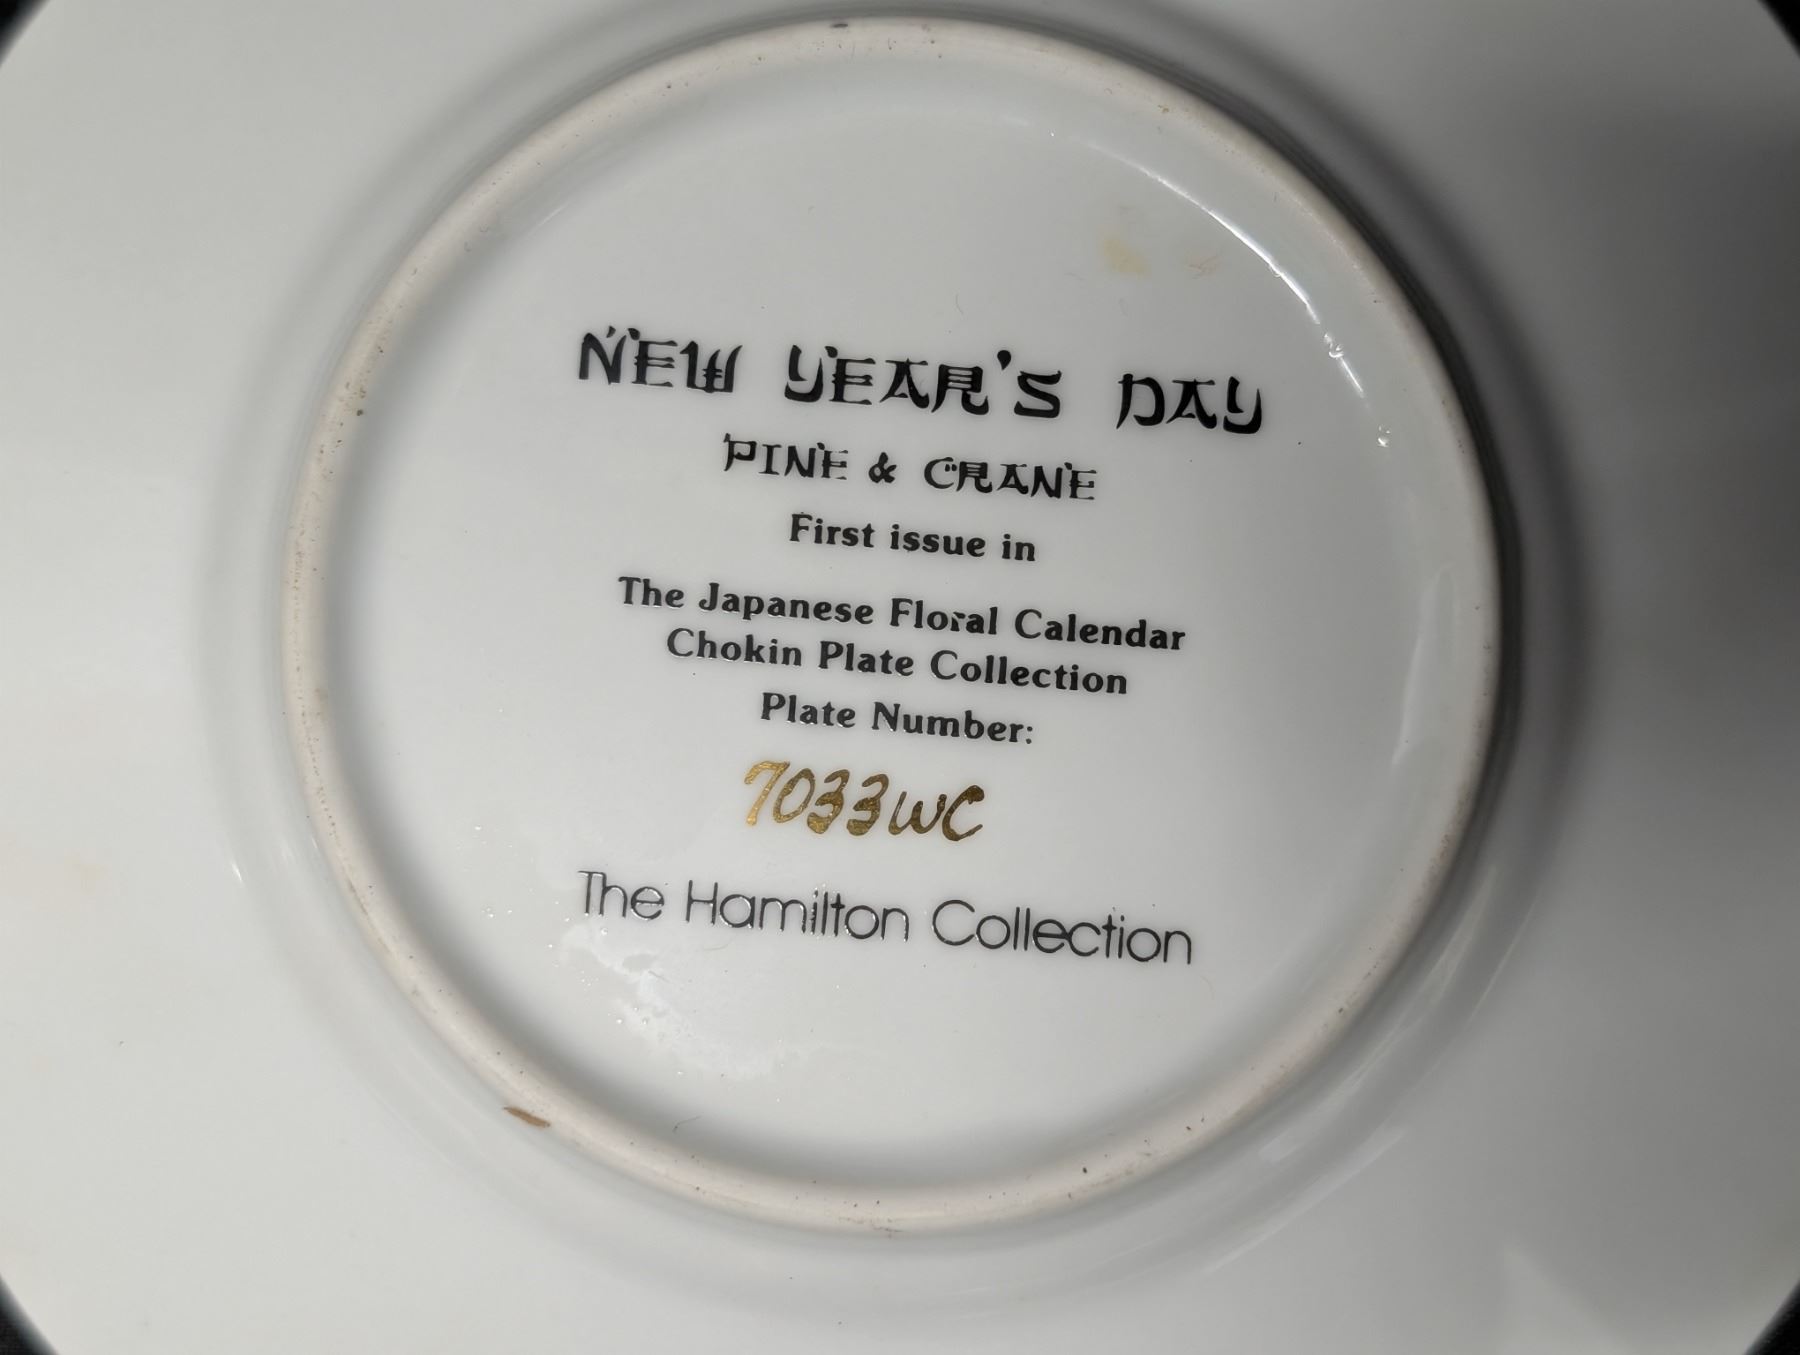 NEW YEAR'S DAY
PINE & CRANE
First issue in
The Japanese Floral Calendar
Chokin Plate Collection
Plate Number:
7033WC
The Hamilton Collection